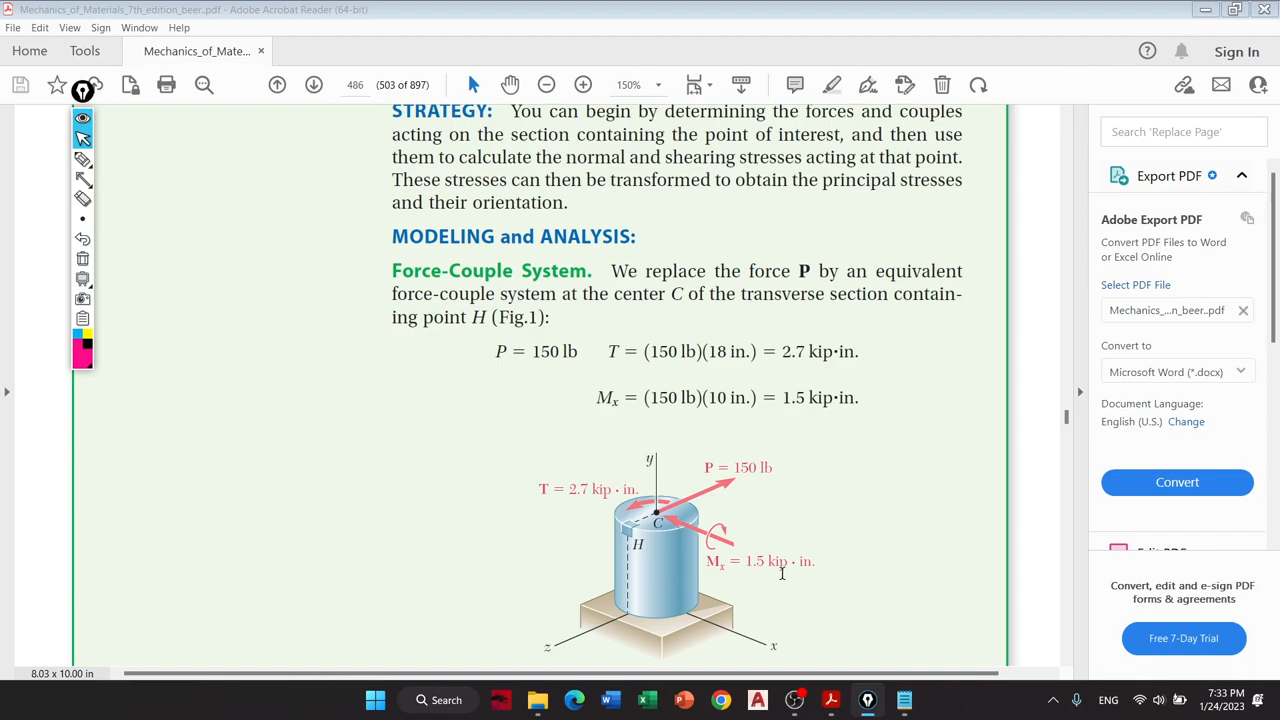 Mechanics_of_Materials_7th_edition_beer.pdf - Adobe Acrobat Reader (64-bit)
File Edit View Sign Window Help
Home Tools Mechanics_of_Mate... × Sign In
486 (503 of 897) 150%
STRATEGY: You can begin by determining the forces and couples
acting on the section containing the point of interest, and then use
them to calculate the normal and shearing stresses acting at that point.
These stresses can then be transformed to obtain the principal stresses
and their orientation.
MODELING and ANALYSIS:
Force-Couple System. We replace the force P by an equivalent
force-couple system at the center C of the transverse section contain-
ing point H (Fig.1):
P = 150 lb T = (150 lb)(18 in.) = 2.7 kip·in.
Mx = (150 lb)(10 in.) = 1.5 kip·in.
y
P = 150 lb
T = 2.7 kip · in.
C
H
Mx = 1.5 kip · in.
z
x
8.03 x 10.00 in
Search 'Replace Page'
Export PDF
Adobe Export PDF
Convert PDF Files to Word
or Excel Online
Select PDF File
Mechanics_...n_beer..pdf
Convert to
Microsoft Word (*.docx)
Document Language:
English (U.S.) Change
Convert
Convert, edit and e-sign PDF
forms & agreements
Free 7-Day Trial
Search
ENG
7:33 PM
1/24/2023